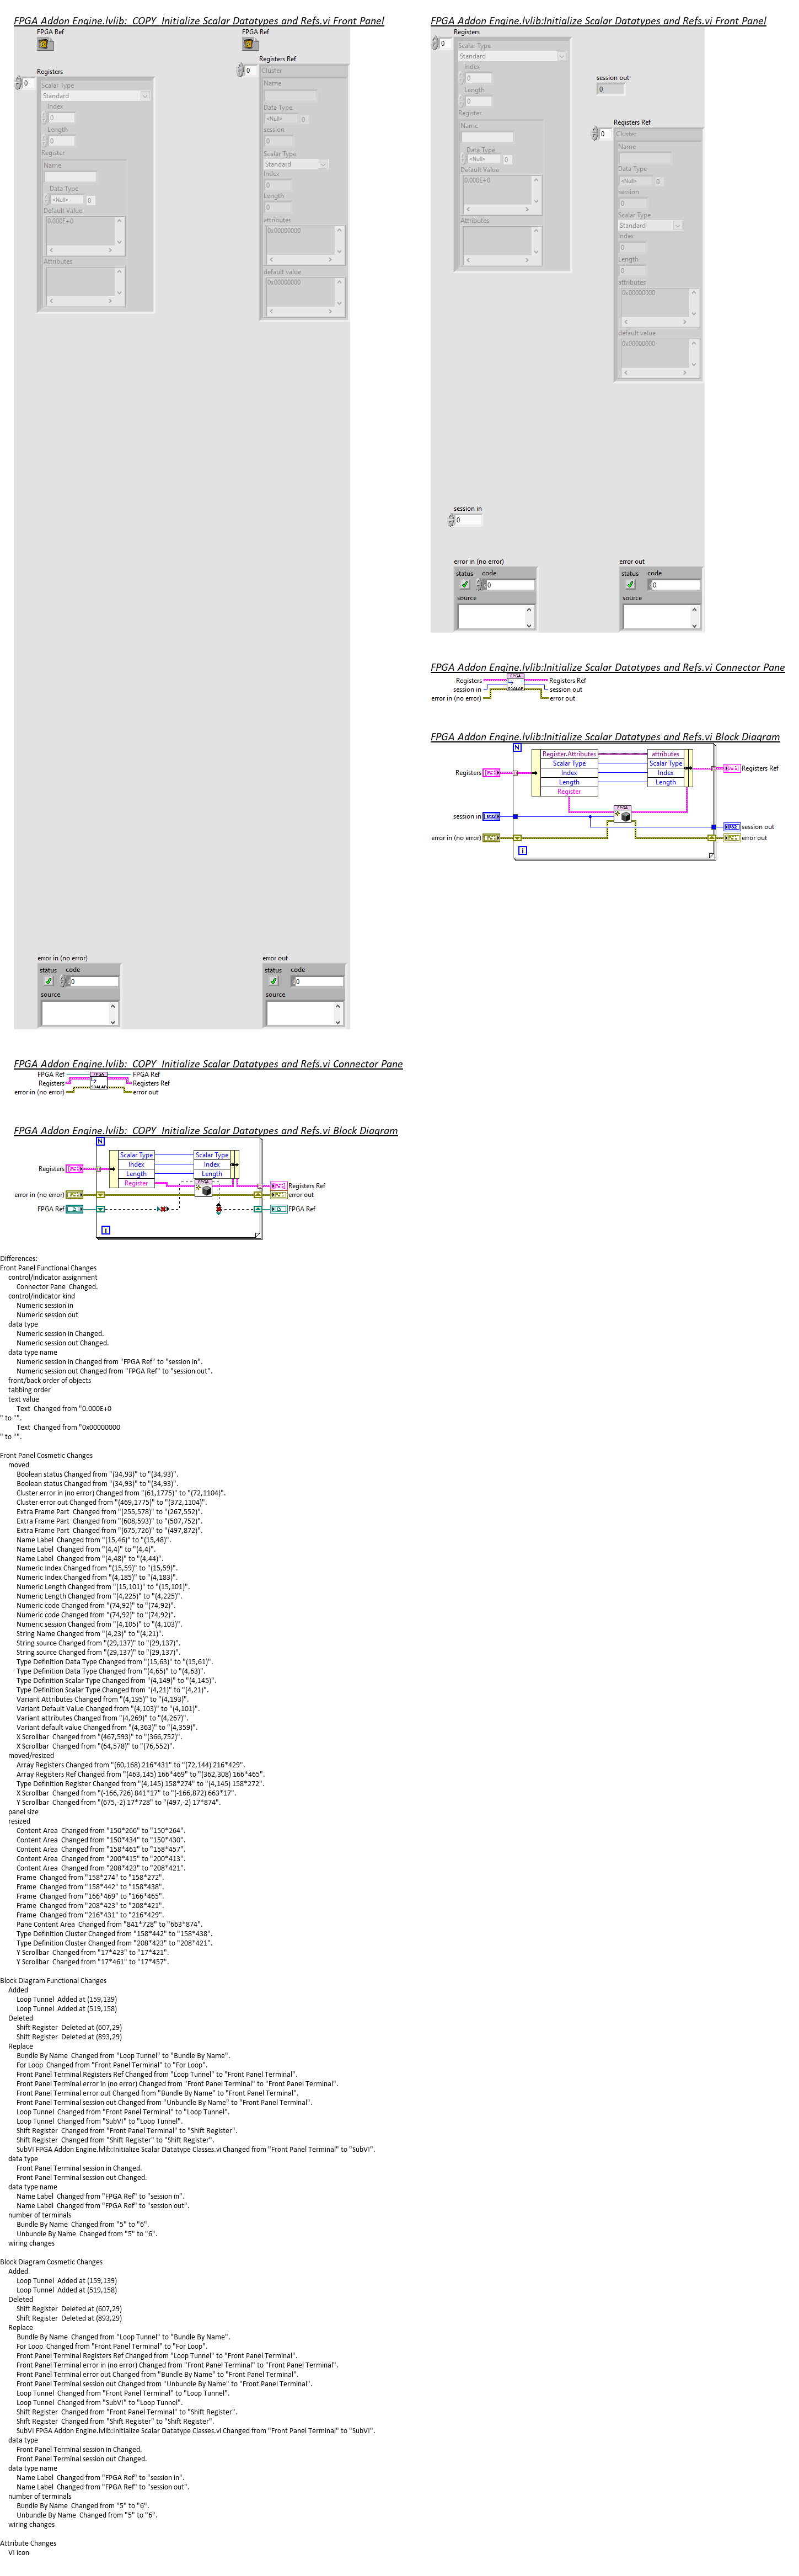 FPGA Addon Engine.lvlib:  COPY  Initialize Scalar Datatypes and Refs.vi Front Panel
FPGA Ref
FPGA Ref
Registers
0
Scalar Type
Standard
Index
0
Length
0
Register
Name
Data Type
<Null>
0
Default Value
0.000E+0
Attributes
Registers Ref
0
Cluster
Name
Data Type
<Null>
0
session
0
Scalar Type
Standard
Index
0
Length
0
attributes
0x00000000
default value
0x00000000
error in (no error)
status
code
0
source
error out
status
code
0
source
FPGA Addon Engine.lvlib:Initialize Scalar Datatypes and Refs.vi Front Panel
Registers
0
Scalar Type
Standard
Index
0
Length
0
Register
Name
Data Type
<Null>
0
Default Value
0.000E+0
Attributes
session out
0
Registers Ref
0
Cluster
Name
Data Type
<Null>
0
session
0
Scalar Type
Standard
Index
0
Length
0
attributes
0x00000000
default value
0x00000000
session in
0
error in (no error)
status
code
0
source
error out
status
code
0
source
FPGA Addon Engine.lvlib:Initialize Scalar Datatypes and Refs.vi Connector Pane
Registers
session in
error in (no error)
FPGA
SCALAR
Registers Ref
session out
error out
FPGA Addon Engine.lvlib:Initialize Scalar Datatypes and Refs.vi Block Diagram
N
Register.Attributes
Scalar Type
Index
Length
Register
attributes
Scalar Type
Index
Length
Registers
Registers Ref
FPGA
session in
session out
error in (no error)
error out
i
FPGA Addon Engine.lvlib:  COPY  Initialize Scalar Datatypes and Refs.vi Connector Pane
FPGA Ref
Registers
error in (no error)
FPGA
SCALAR
FPGA Ref
Registers Ref
error out
FPGA Addon Engine.lvlib:  COPY  Initialize Scalar Datatypes and Refs.vi Block Diagram
N
Scalar Type
Index
Length
Register
Scalar Type
Index
Length
Registers
FPGA
Registers Ref
error in (no error)
error out
FPGA Ref
FPGA Ref
i
Differences:
Front Panel Functional Changes
control/indicator assignment
Connector Pane  Changed.
control/indicator kind
Numeric session in
Numeric session out
data type
Numeric session in Changed.
Numeric session out Changed.
data type name
Numeric session in Changed from "FPGA Ref" to "session in".
Numeric session out Changed from "FPGA Ref" to "session out".
front/back order of objects
tabbing order
text value
Text  Changed from "0.000E+0
" to "".
Text  Changed from "0x00000000
" to "".
Front Panel Cosmetic Changes
moved
Boolean status Changed from "(34,93)" to "(34,93)".
Boolean status Changed from "(34,93)" to "(34,93)".
Cluster error in (no error) Changed from "(61,1775)" to "(72,1104)".
Cluster error out Changed from "(469,1775)" to "(372,1104)".
Extra Frame Part  Changed from "(255,578)" to "(267,552)".
Extra Frame Part  Changed from "(608,593)" to "(507,752)".
Extra Frame Part  Changed from "(675,726)" to "(497,872)".
Name Label  Changed from "(15,46)" to "(15,48)".
Name Label  Changed from "(4,4)" to "(4,4)".
Name Label  Changed from "(4,48)" to "(4,44)".
Numeric Index Changed from "(15,59)" to "(15,59)".
Numeric Index Changed from "(4,185)" to "(4,183)".
Numeric Length Changed from "(15,101)" to "(15,101)".
Numeric Length Changed from "(4,225)" to "(4,225)".
Numeric code Changed from "(74,92)" to "(74,92)".
Numeric code Changed from "(74,92)" to "(74,92)".
Numeric session Changed from "(4,105)" to "(4,103)".
String Name Changed from "(4,23)" to "(4,21)".
String source Changed from "(29,137)" to "(29,137)".
String source Changed from "(29,137)" to "(29,137)".
Type Definition Data Type Changed from "(15,63)" to "(15,61)".
Type Definition Data Type Changed from "(4,65)" to "(4,63)".
Type Definition Scalar Type Changed from "(4,149)" to "(4,145)".
Type Definition Scalar Type Changed from "(4,21)" to "(4,21)".
Variant Attributes Changed from "(4,195)" to "(4,193)".
Variant Default Value Changed from "(4,103)" to "(4,101)".
Variant attributes Changed from "(4,269)" to "(4,267)".
Variant default value Changed from "(4,363)" to "(4,359)".
X Scrollbar  Changed from "(467,593)" to "(366,752)".
X Scrollbar  Changed from "(64,578)" to "(76,552)".
moved/resized
Array Registers Changed from "(60,168) 216*431" to "(72,144) 216*429".
Array Registers Ref Changed from "(463,145) 166*469" to "(362,308) 166*465".
Type Definition Register Changed from "(4,145) 158*274" to "(4,145) 158*272".
X Scrollbar  Changed from "(-166,726) 841*17" to "(-166,872) 663*17".
Y Scrollbar  Changed from "(675,-2) 17*728" to "(497,-2) 17*874".
panel size
resized
Content Area  Changed from "150*266" to "150*264".
Content Area  Changed from "150*434" to "150*430".
Content Area  Changed from "158*461" to "158*457".
Content Area  Changed from "200*415" to "200*413".
Content Area  Changed from "208*423" to "208*421".
Frame  Changed from "158*274" to "158*272".
Frame  Changed from "158*442" to "158*438".
Frame  Changed from "166*469" to "166*465".
Frame  Changed from "208*423" to "208*421".
Frame  Changed from "216*431" to "216*429".
Pane Content Area  Changed from "841*728" to "663*874".
Type Definition Cluster Changed from "158*442" to "158*438".
Type Definition Cluster Changed from "208*423" to "208*421".
Y Scrollbar  Changed from "17*423" to "17*421".
Y Scrollbar  Changed from "17*461" to "17*457".
Block Diagram Functional Changes
Added
Loop Tunnel  Added at (159,139)
Loop Tunnel  Added at (519,158)
Deleted
Shift Register  Deleted at (607,29)
Shift Register  Deleted at (893,29)
Replace
Bundle By Name  Changed from "Loop Tunnel" to "Bundle By Name".
For Loop  Changed from "Front Panel Terminal" to "For Loop".
Front Panel Terminal Registers Ref Changed from "Loop Tunnel" to "Front Panel Terminal".
Front Panel Terminal error in (no error) Changed from "Front Panel Terminal" to "Front Panel Terminal".
Front Panel Terminal error out Changed from "Bundle By Name" to "Front Panel Terminal".
Front Panel Terminal session out Changed from "Unbundle By Name" to "Front Panel Terminal".
Loop Tunnel  Changed from "Front Panel Terminal" to "Loop Tunnel".
Loop Tunnel  Changed from "SubVI" to "Loop Tunnel".
Shift Register  Changed from "Front Panel Terminal" to "Shift Register".
Shift Register  Changed from "Shift Register" to "Shift Register".
SubVI FPGA Addon Engine.lvlib:Initialize Scalar Datatype Classes.vi Changed from "Front Panel Terminal" to "SubVI".
data type
Front Panel Terminal session in Changed.
Front Panel Terminal session out Changed.
data type name
Name Label  Changed from "FPGA Ref" to "session in".
Name Label  Changed from "FPGA Ref" to "session out".
number of terminals
Bundle By Name  Changed from "5" to "6".
Unbundle By Name  Changed from "5" to "6".
wiring changes
Block Diagram Cosmetic Changes
Added
Loop Tunnel  Added at (159,139)
Loop Tunnel  Added at (519,158)
Deleted
Shift Register  Deleted at (607,29)
Shift Register  Deleted at (893,29)
Replace
Bundle By Name  Changed from "Loop Tunnel" to "Bundle By Name".
For Loop  Changed from "Front Panel Terminal" to "For Loop".
Front Panel Terminal Registers Ref Changed from "Loop Tunnel" to "Front Panel Terminal".
Front Panel Terminal error in (no error) Changed from "Front Panel Terminal" to "Front Panel Terminal".
Front Panel Terminal error out Changed from "Bundle By Name" to "Front Panel Terminal".
Front Panel Terminal session out Changed from "Unbundle By Name" to "Front Panel Terminal".
Loop Tunnel  Changed from "Front Panel Terminal" to "Loop Tunnel".
Loop Tunnel  Changed from "SubVI" to "Loop Tunnel".
Shift Register  Changed from "Front Panel Terminal" to "Shift Register".
Shift Register  Changed from "Shift Register" to "Shift Register".
SubVI FPGA Addon Engine.lvlib:Initialize Scalar Datatype Classes.vi Changed from "Front Panel Terminal" to "SubVI".
data type
Front Panel Terminal session in Changed.
Front Panel Terminal session out Changed.
data type name
Name Label  Changed from "FPGA Ref" to "session in".
Name Label  Changed from "FPGA Ref" to "session out".
number of terminals
Bundle By Name  Changed from "5" to "6".
Unbundle By Name  Changed from "5" to "6".
wiring changes
Attribute Changes
VI icon